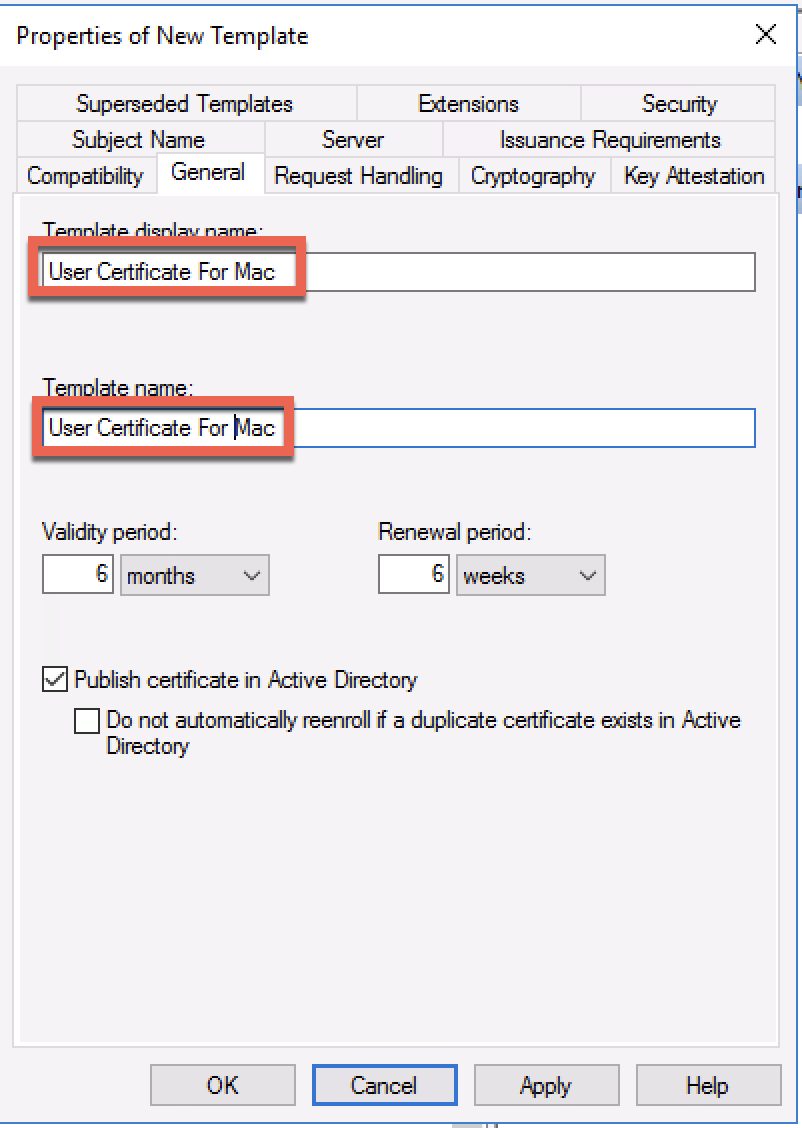 Properties of New Template
Superseded Templates Extensions Security
Subject Name Server Issuance Requirements
Compatibility General Request Handling Cryptography Key Attestation
Template display name:
User Certificate For Mac
Template name:
User Certificate For Mac
Validity period: Renewal period:
6 months 6 weeks
Publish certificate in Active Directory
Do not automatically reenroll if a duplicate certificate exists in Active
Directory
OK Cancel Apply Help